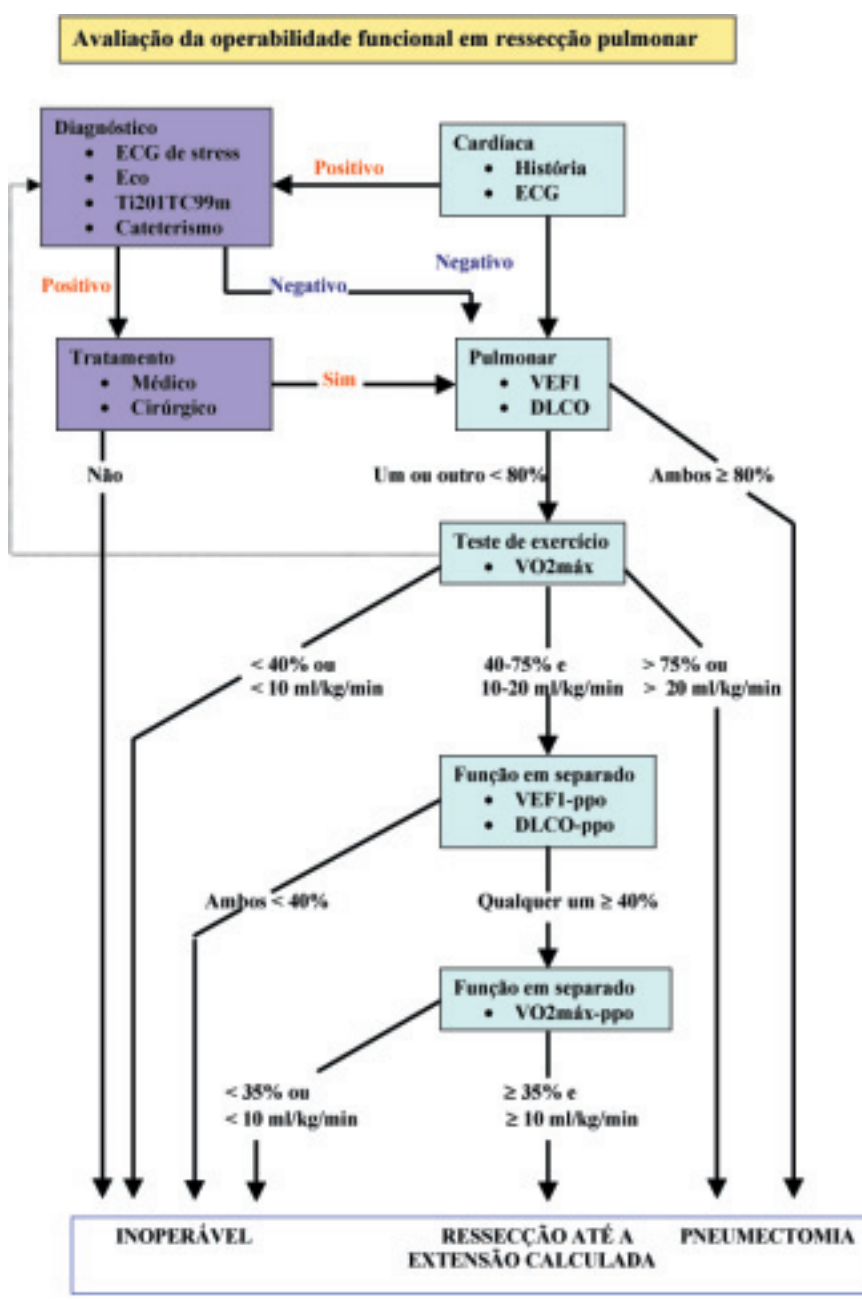 Avaliação da operabilidade funcional em ressecção pulmonar
Diagnóstico
• ECG de stress
• Eco
• Ti201TC99m
• Cateterismo
Positivo
Cardíaca
• História
• ECG
Positivo
Negativo
Negativo
Tratamento
• Médico
• Cirúrgico
Sim
Pulmonar
• VEF1
• DLCO
Não
Um ou outro < 80%
Ambos ≥ 80%
Teste de exercício
• VO2máx
< 40% ou
< 10 ml/kg/min
40-75% e
10-20 ml/kg/min
> 75% ou
> 20 ml/kg/min
Função em separado
• VEF1-ppo
• DLCO-ppo
Ambos < 40%
Qualquer um ≥ 40%
Função em separado
• VO2máx-ppo
< 35% ou
< 10 ml/kg/min
≥ 35% e
≥ 10 ml/kg/min
INOPERÁVEL
RESSECÇÃO ATÉ A
EXTENSÃO CALCULADA
PNEUMECTOMIA